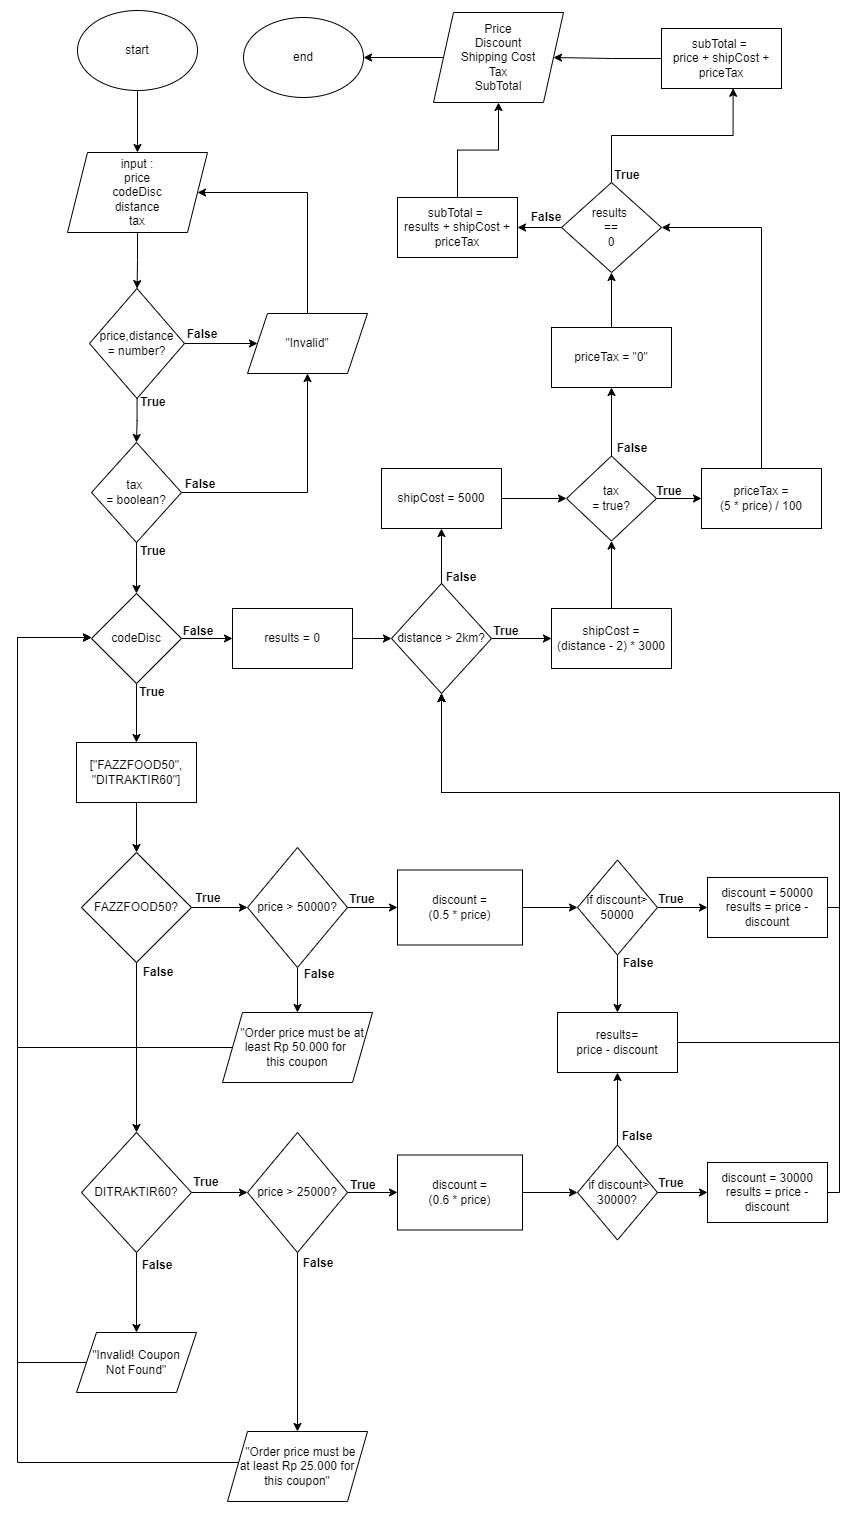 start
end
Price
Discount
Shipping Cost
Tax
SubTotal
subTotal =
price + shipCost +
priceTax
input :
price
codeDisc
distance
tax
True
subTotal =
results + shipCost +
priceTax
False
results
==
0
price,distance
= number?
False
"Invalid"
True
priceTax = "0"
False
tax
= boolean?
False
True
shipCost = 5000
tax
= true?
True
priceTax =
(5 * price) / 100
False
codeDisc
False
results = 0
distance > 2km?
True
shipCost =
(distance - 2) * 3000
True
["FAZZFOOD50",
"DITRAKTIR60"]
FAZZFOOD50?
True
price > 50000?
True
discount =
(0.5 * price)
if discount>
50000
True
discount = 50000
results = price -
discount
False
False
False
"Order price must be at
least Rp 50.000 for
this coupon
results=
price - discount
False
DITRAKTIR60?
True
price > 25000?
True
discount =
(0.6 * price)
if discount>
30000?
True
discount = 30000
results = price -
discount
False
False
"Invalid! Coupon
Not Found"
"Order price must be
at least Rp 25.000 for
this coupon"